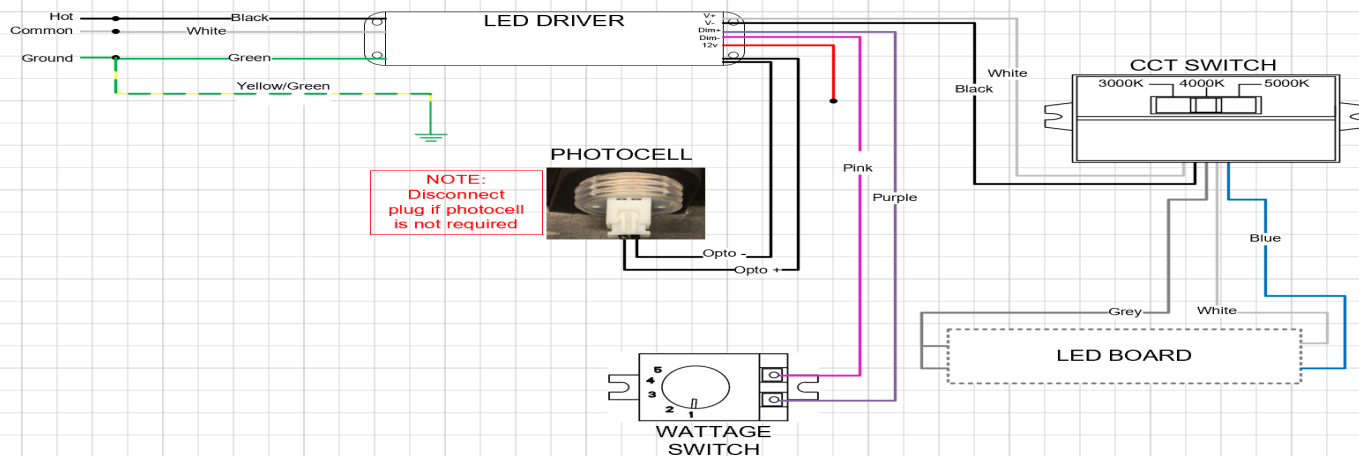 Hot
Black
Common
White
Ground
Green
Yellow/Green
LED DRIVER
V+
V-
Dim+
Dim-
12v
White
Black
CCT SWITCH
3000K
4000K
5000K
PHOTOCELL
NOTE:
Disconnect
plug if photocell
is not required
Opto -
Opto +
Pink
Purple
Blue
Grey
White
LED BOARD
5
4
3
2
1
WATTAGE
SWITCH